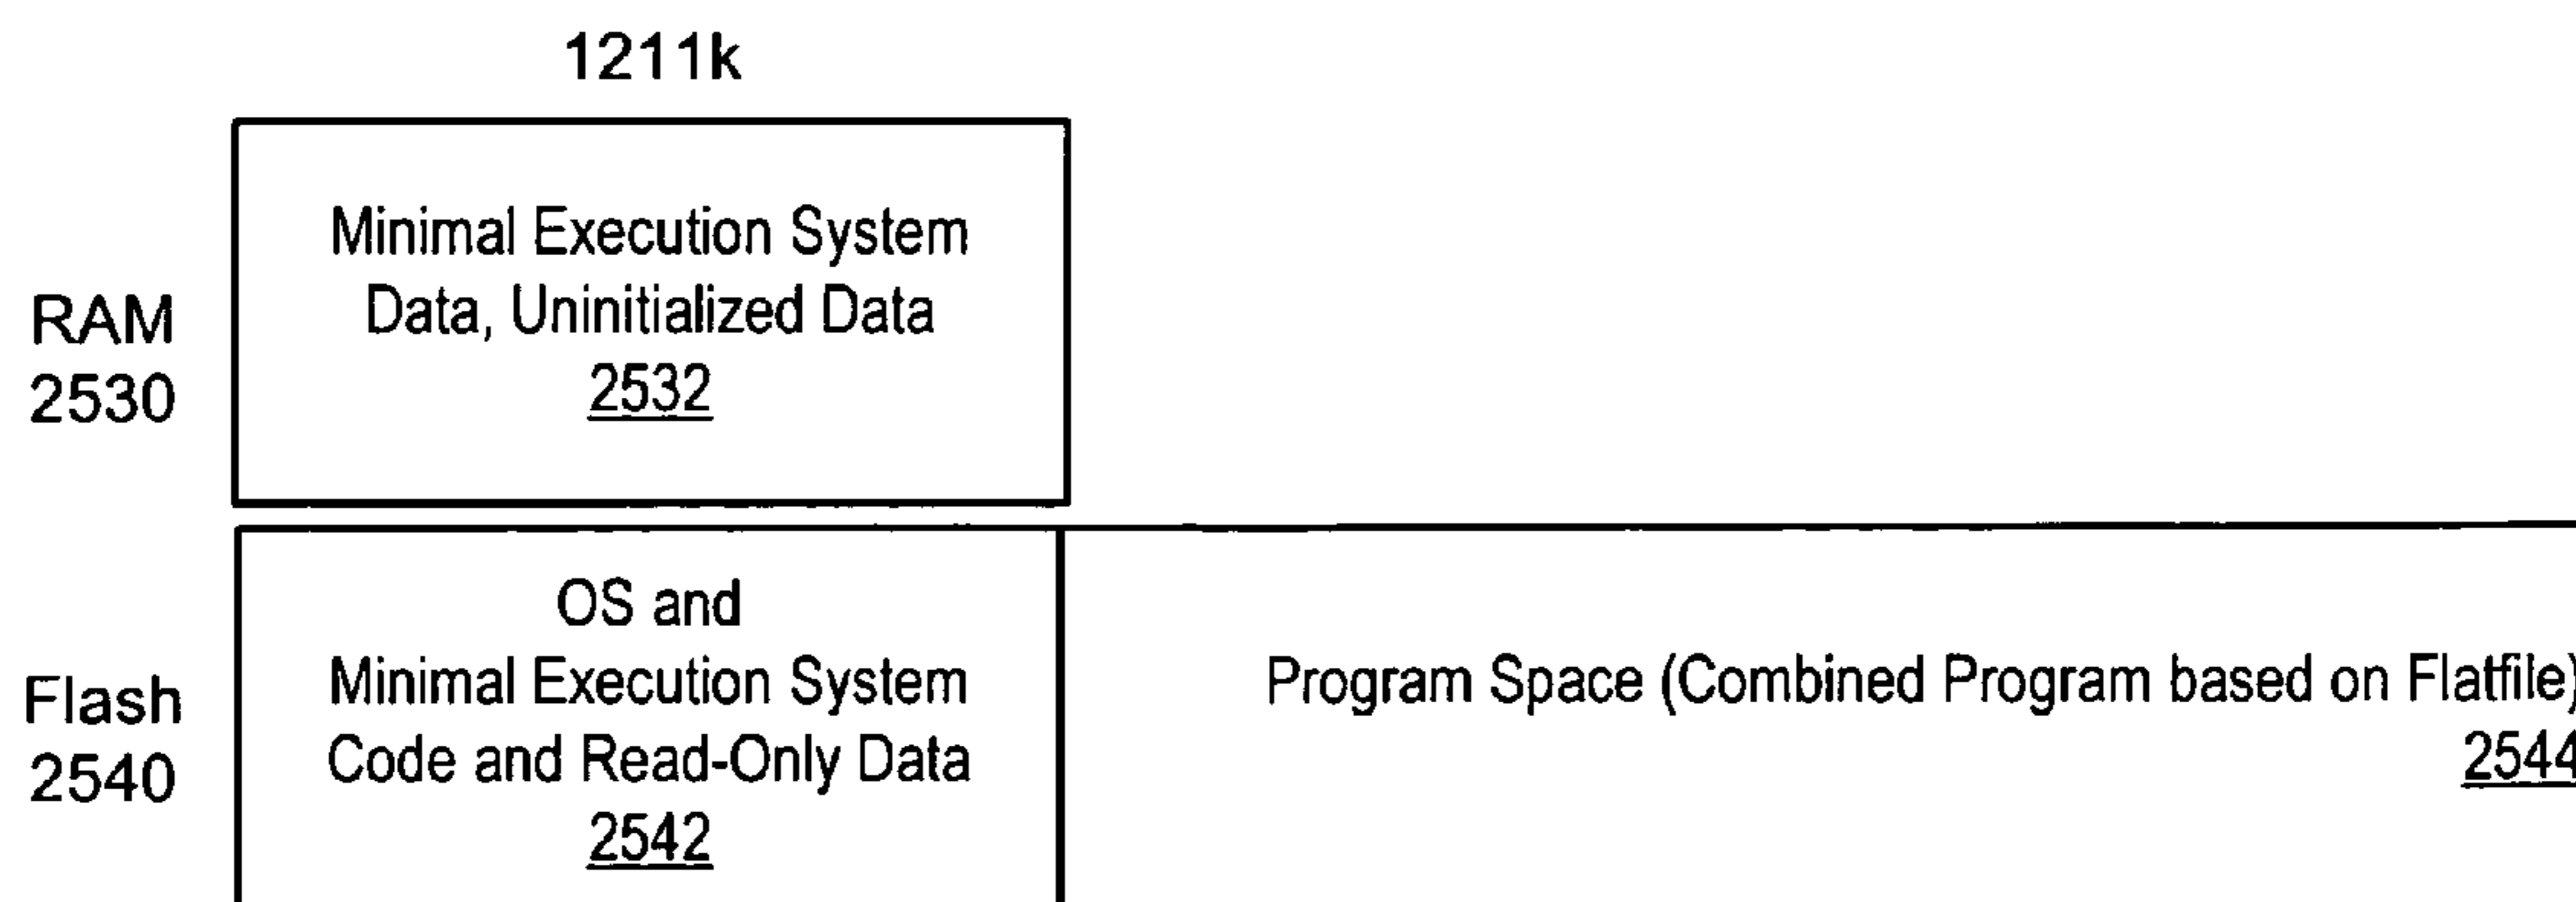 1211k
Minimal Execution System
Data, Uninitialized Data
2532
RAM
2530
OS and
Minimal Execution System
Code and Read-Only Data
2542
Flash
2540
Program Space (Combined Program based on Flatfile)
2544